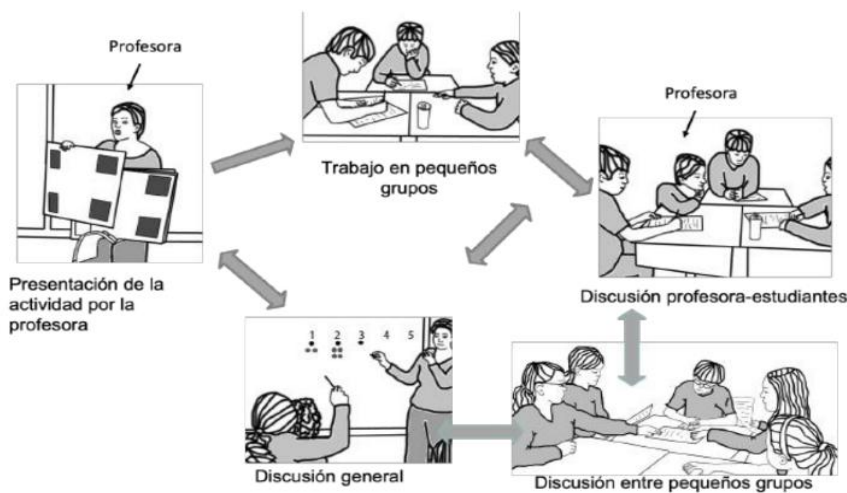 Profesora
Presentación de la
actividad por la
profesora
Trabajo en pequeños
grupos
Profesora
Discusión profesora-estudiantes
1 2 3 4 5
Discusión general
Discusión entre pequeños grupos